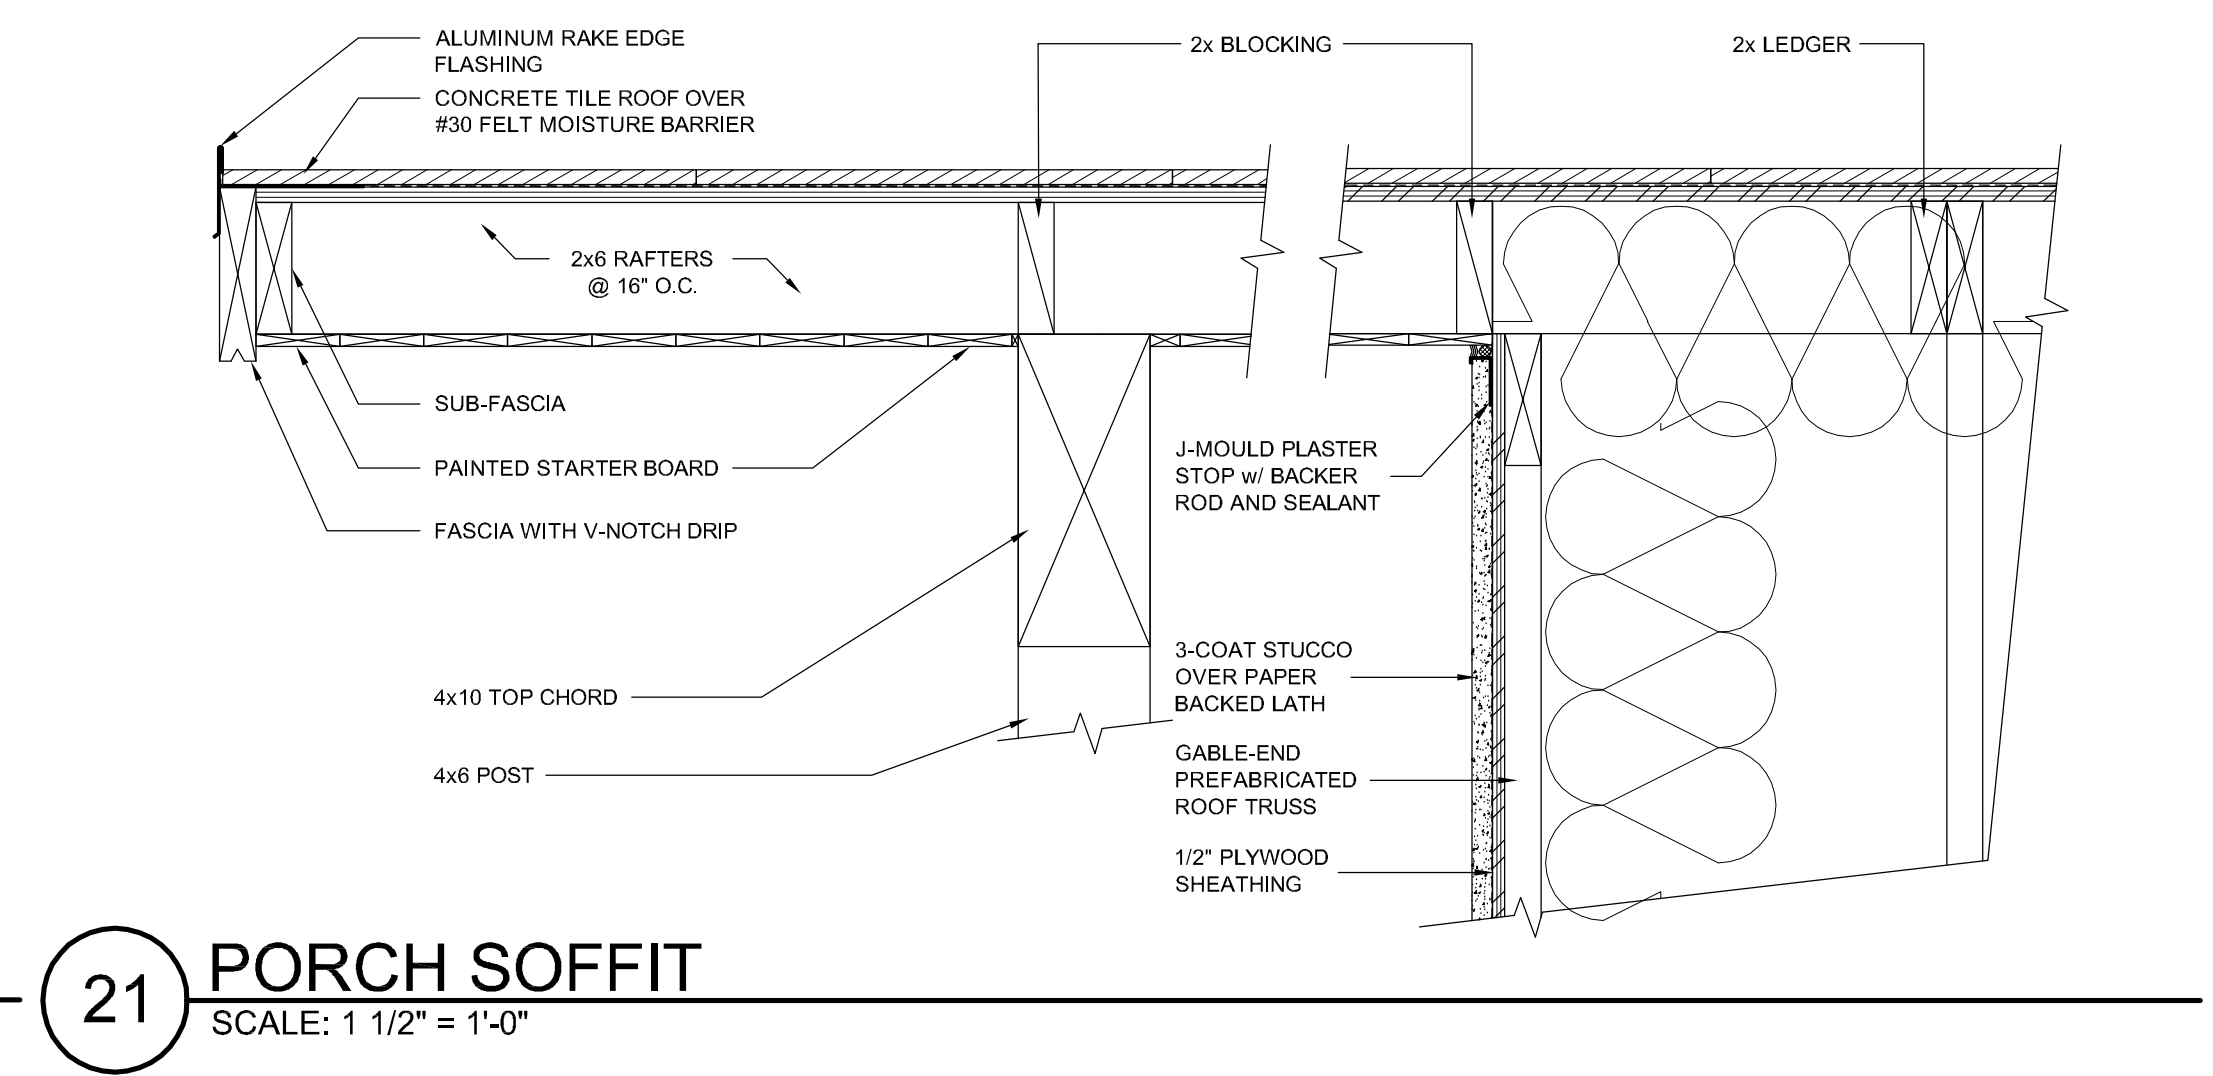 ALUMINUM RAKE EDGE
FLASHING
CONCRETE TILE ROOF OVER
#30 FELT MOISTURE BARRIER
2x BLOCKING
2x LEDGER
2x6 RAFTERS
@ 16" O.C.
SUB-FASCIA
PAINTED STARTER BOARD
FASCIA WITH V-NOTCH DRIP
4x10 TOP CHORD
4x6 POST
J-MOULD PLASTER
STOP w/ BACKER
ROD AND SEALANT
3-COAT STUCCO
OVER PAPER
BACKED LATH
GABLE-END
PREFABRICATED
ROOF TRUSS
1/2" PLYWOOD
SHEATHING
21
PORCH SOFFIT
SCALE: 1 1/2" = 1'-0"